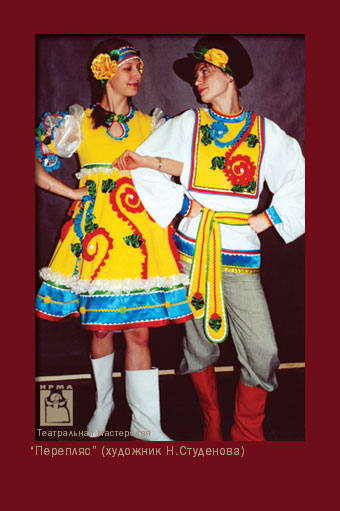 ИРМА
Театральная мастерская
“Перепляс” (художник Н.Студенова)